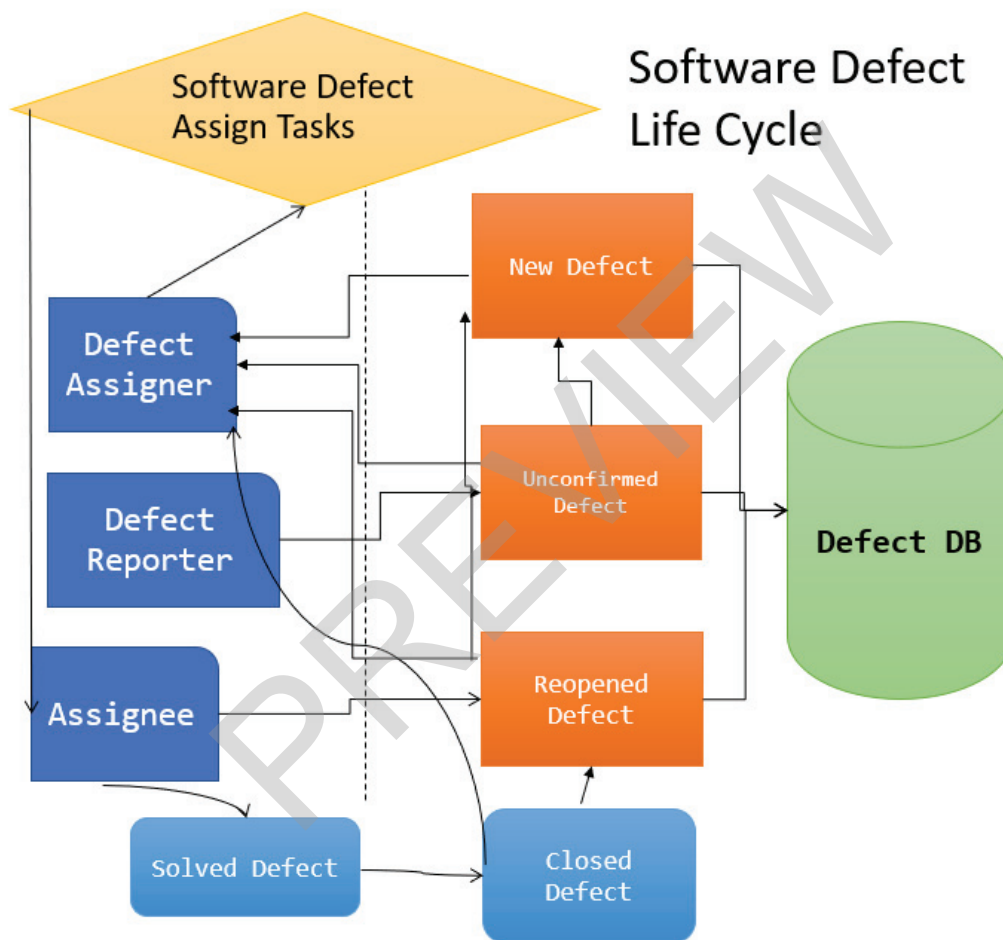 Software Defect
Assign Tasks
Software Defect
Life Cycle
New Defect
Defect
Assigner
Unconfirmed
Defect
Defect
Reporter
Defect DB
Reopened
Defect
Assignee
Solved Defect
Closed
Defect
PREVIEW